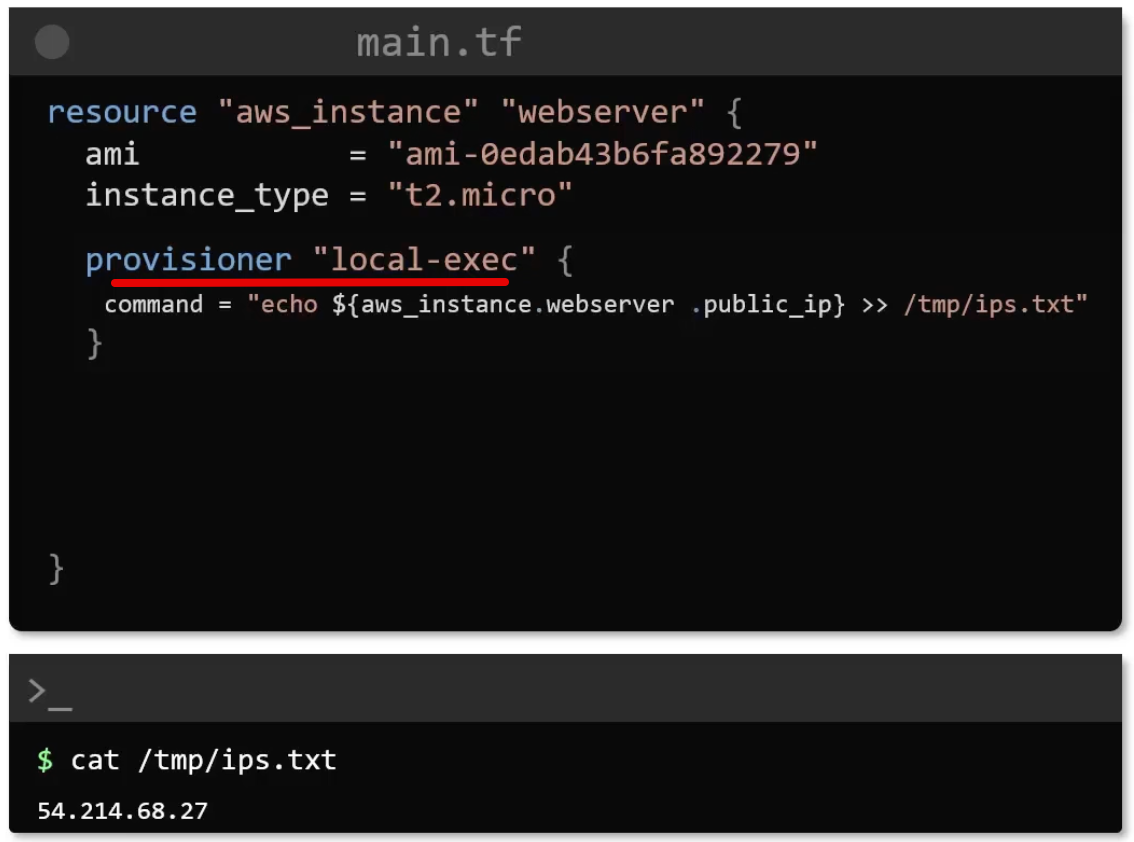 main.tf
resource "aws_instance" "webserver" {
ami = "ami-0edab43b6fa892279"
instance_type = "t2.micro"
provisioner "local-exec" {
command = "echo ${aws_instance.webserver .public_ip} >> /tmp/ips.txt"
}
}
>_
$ cat /tmp/ips.txt
54.214.68.27